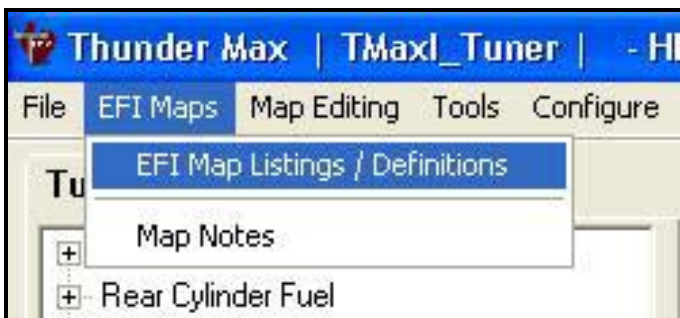 Thunder Max | TMaxI_Tuner | - H
File EFI Maps Map Editing Tools Configure
EFI Map Listings / Definitions
Tu
Map Notes
Rear Cylinder Fuel